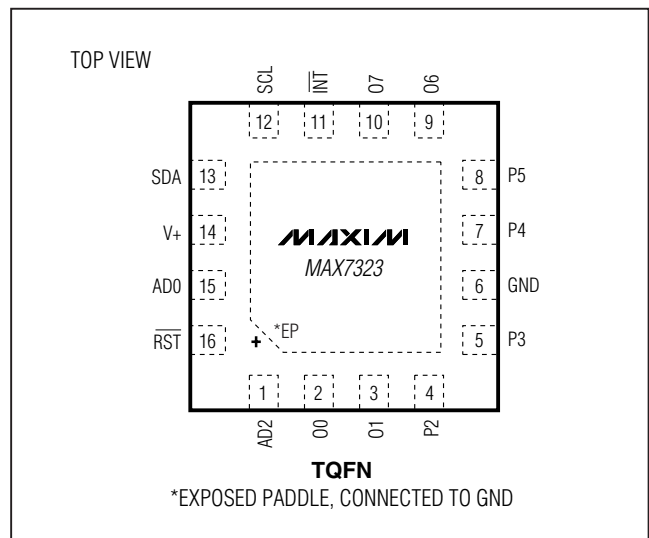 TOP VIEW
SCL
INT
O7
O6
12
11
10
9
SDA
13
8
P5
V+
14
MAXIM
7
P4
MAX7323
AD0
15
6
GND
RST
16
+
*EP
5
P3
1
2
3
4
AD2
O0
O1
P2
TQFN
*EXPOSED PADDLE, CONNECTED TO GND